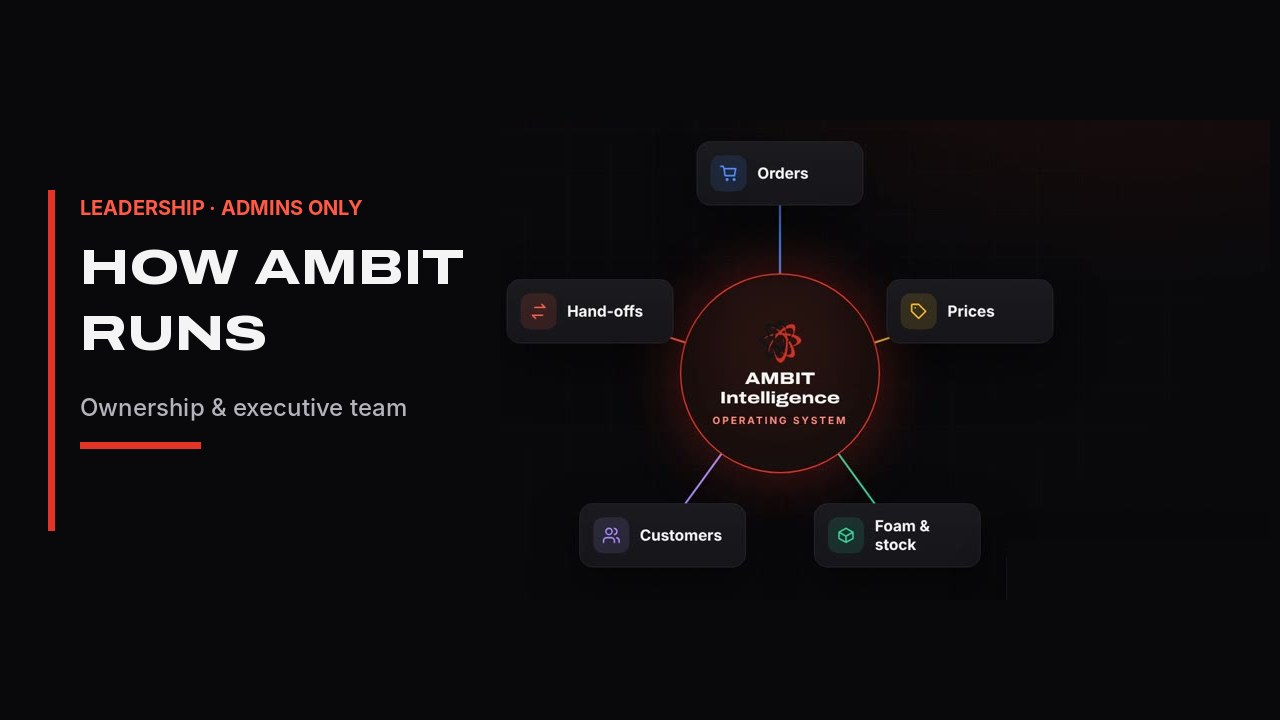 LEADERSHIP · ADMINS ONLY
HOW AMBIT
RUNS
Ownership & executive team
Orders
Hand-offs
Prices
AMBIT
Intelligence
OPERATING SYSTEM
Customers
Foam &
stock